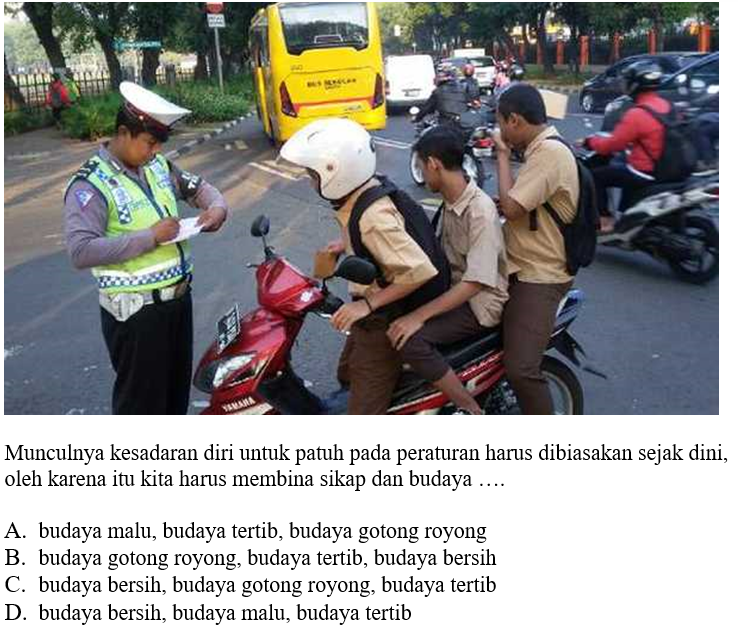 BUS SEKOLAH
YAMAHA
Munculnya kesadaran diri untuk patuh pada peraturan harus dibiasakan sejak dini,
oleh karena itu kita harus membina sikap dan budaya ….
A. budaya malu, budaya tertib, budaya gotong royong
B. budaya gotong royong, budaya tertib, budaya bersih
C. budaya bersih, budaya gotong royong, budaya tertib
D. budaya bersih, budaya malu, budaya tertib